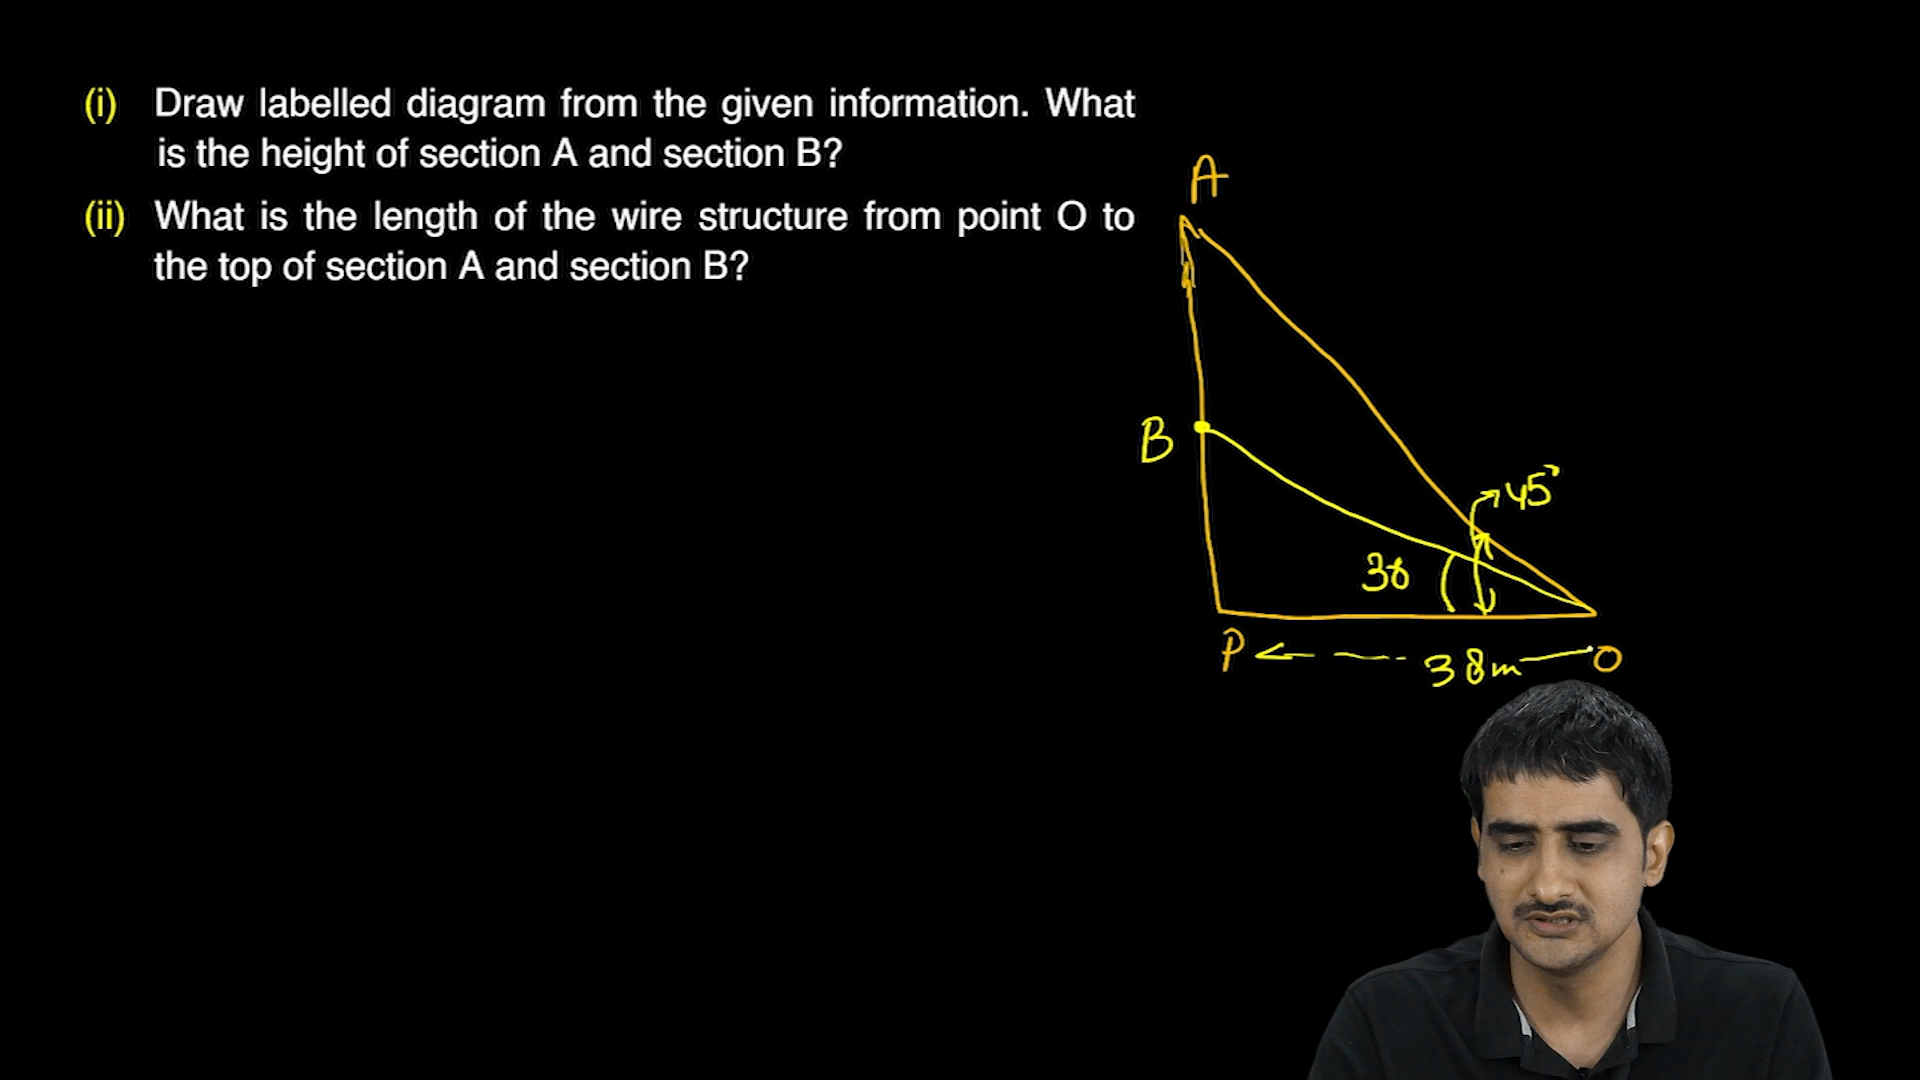 (i) Draw labelled diagram from the given information. What
is the height of section A and section B?
(ii) What is the length of the wire structure from point O to
the top of section A and section B?
A
B
45°
30
P
38m
O